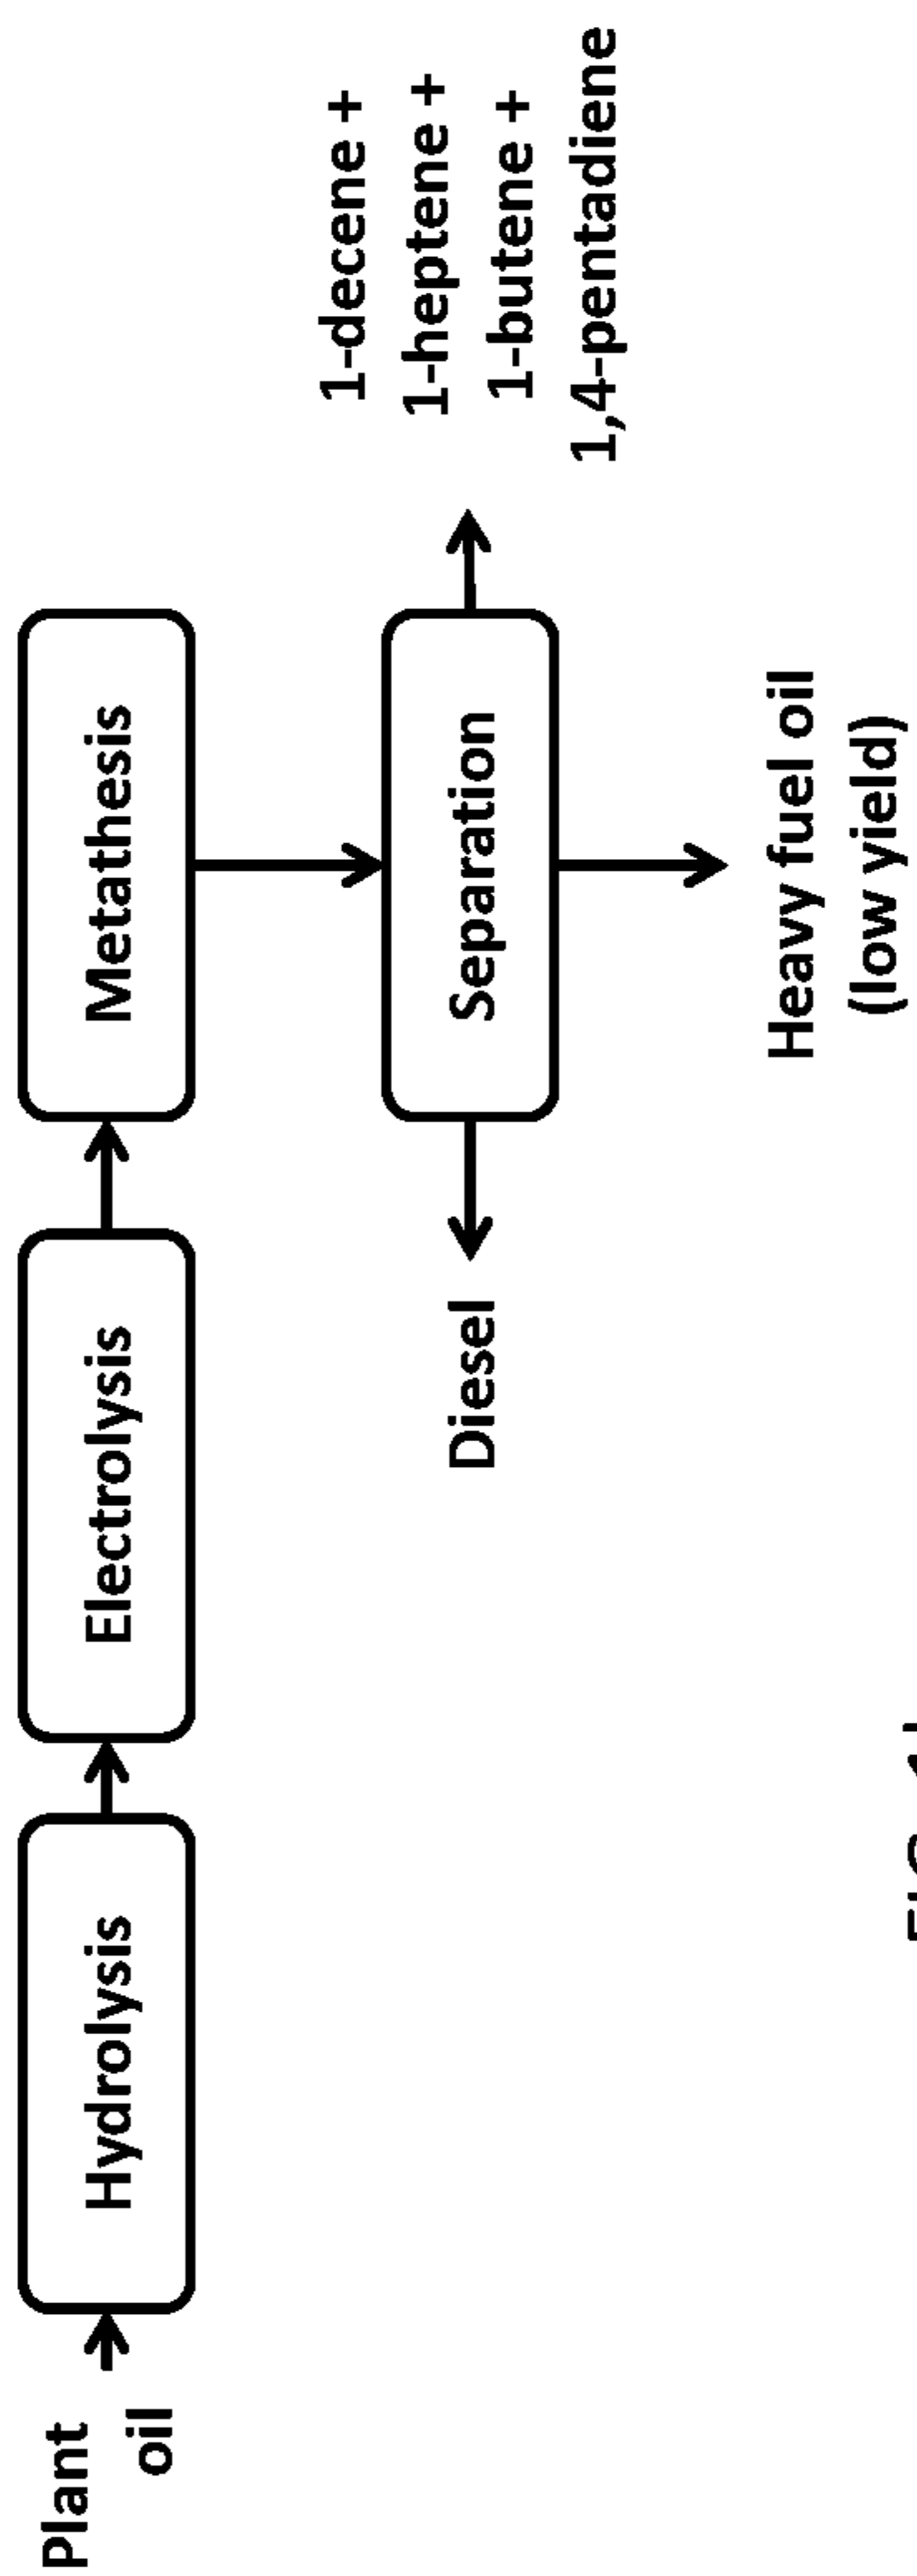 Plant
oil
Hydrolysis
Electrolysis
Metathesis
Separation
Diesel
1-decene +
1-heptene +
1-butene +
1,4-pentadiene
Heavy fuel oil
(low yield)